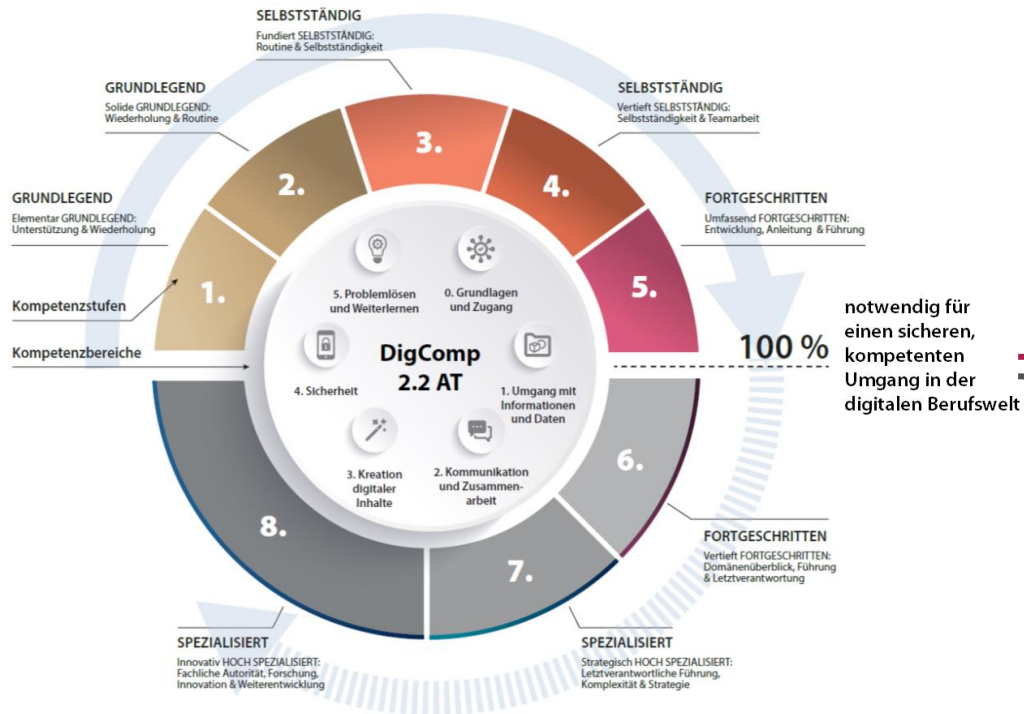 SELBSTSTÄNDIG
Fundiert SELBSTSTÄNDIG:
Routine & Selbstständigkeit
GRUNDLEGEND
Solide GRUNDLEGEND:
Wiederholung & Routine
SELBSTSTÄNDIG
Vertieft SELBSTSTÄNDIG:
Selbstständigkeit & Teamarbeit
GRUNDLEGEND
Elementar GRUNDLEGEND:
Unterstützung & Wiederholung
FORTGESCHRITTEN
Umfassend FORTGESCHRITTEN:
Entwicklung, Anleitung & Führung
1.
2.
3.
4.
5.
Kompetenzstufen
Kompetenzbereiche
5. Problemlösen
und Weiterlernen
0. Grundlagen
und Zugang
DigComp
2.2 AT
4. Sicherheit
1. Umgang mit
Informationen
und Daten
3. Kreation
digitaler
Inhalte
2. Kommunikation
und Zusammen-
arbeit
100 %
notwendig für
einen sicheren,
kompetenten
Umgang in der
digitalen Berufswelt
6.
7.
8.
FORTGESCHRITTEN
Vertieft FORTGESCHRITTEN:
Domänenüberblick, Führung
& Letztverantwortung
SPEZIALISIERT
Innovativ HOCH SPEZIALISIERT:
Fachliche Autorität, Forschung,
Innovation & Weiterentwicklung
SPEZIALISIERT
Strategisch HOCH SPEZIALISIERT:
Letztverantwortliche Führung,
Komplexität & Strategie